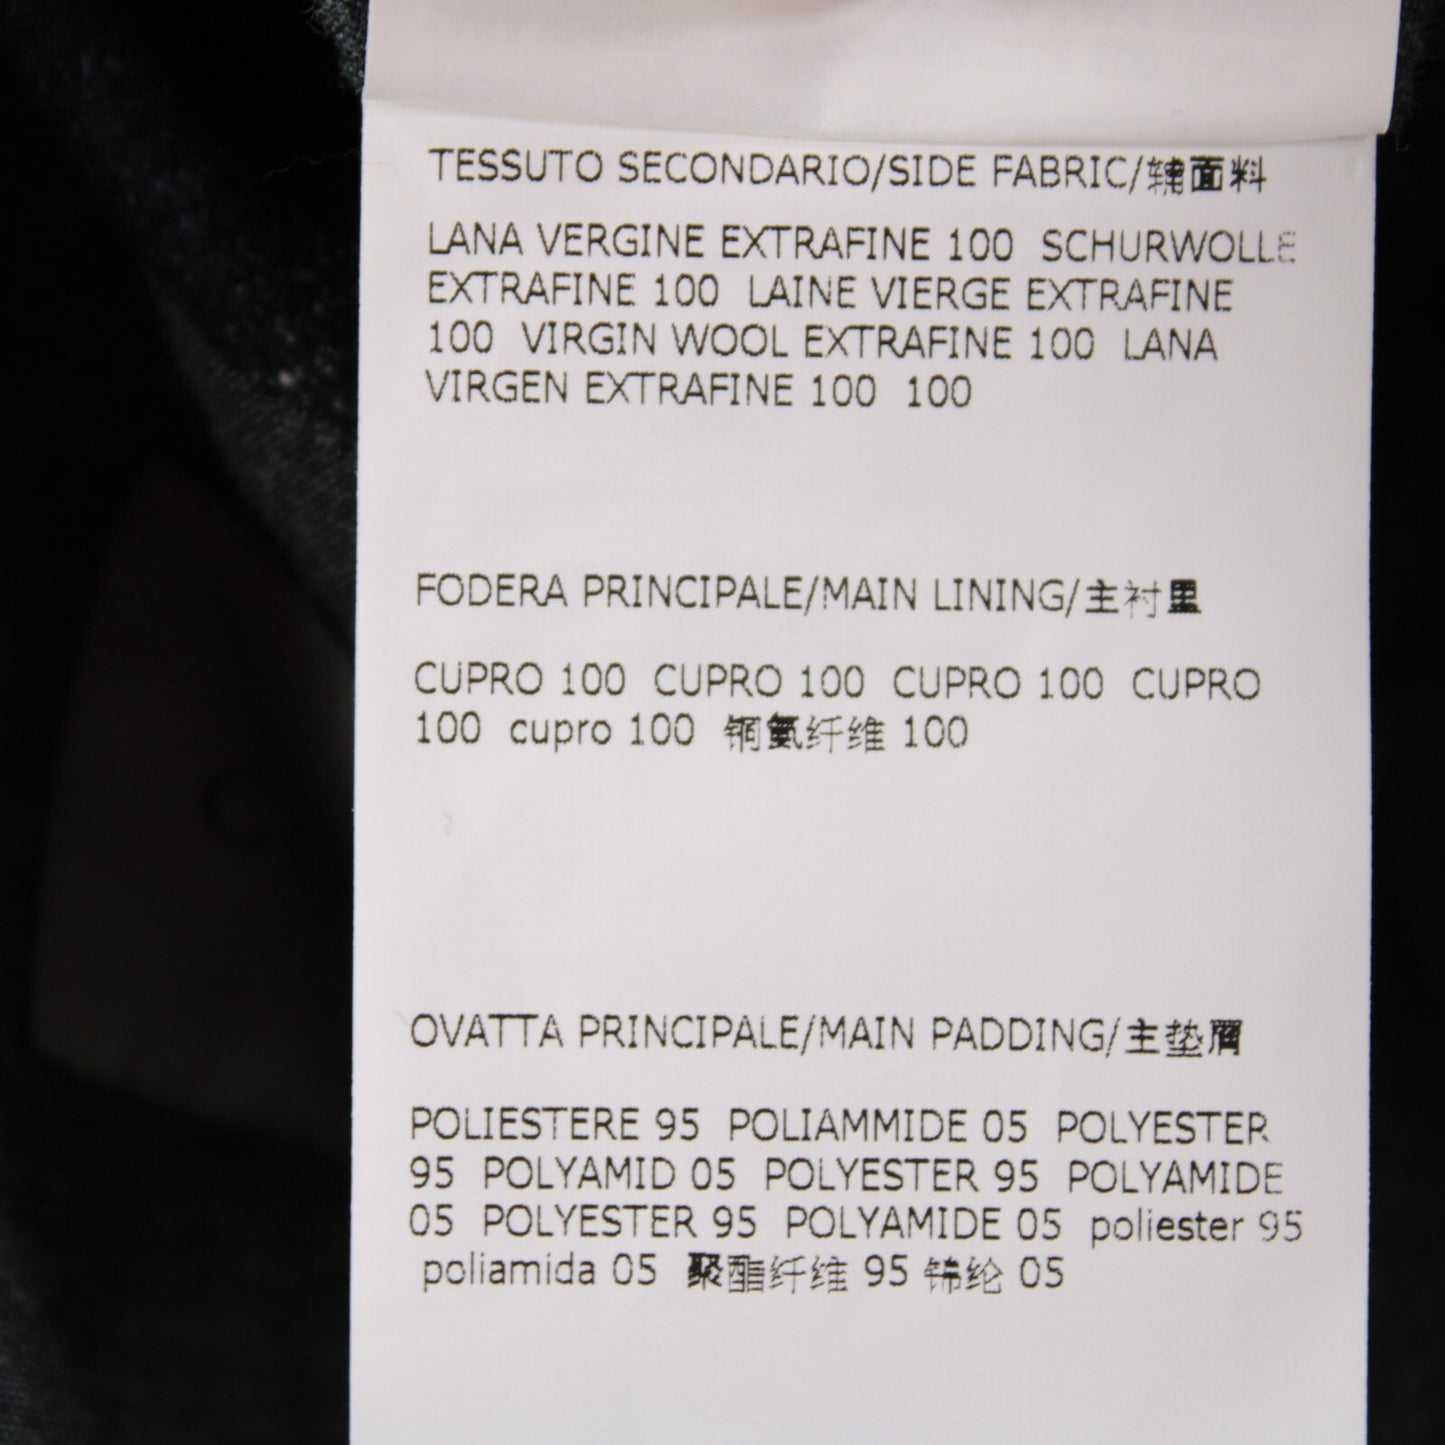 TESSUTO SECONDARIO/SIDE FABRIC/辅面料
LANA VERGINE EXTRAFINE 100 SCHURWOLLE
EXTRAFINE 100 LAINE VIERGE EXTRAFINE
100 VIRGIN WOOL EXTRAFINE 100 LANA
VIRGEN EXTRAFINE 100 100
FODERA PRINCIPALE/MAIN LINING/主衬里
CUPRO 100 CUPRO 100 CUPRO 100 CUPRO
100 cupro 100 铜氨纤维 100
OVATTA PRINCIPALE/MAIN PADDING/主垫屑
POLIESTERE 95 POLIAMMIDE 05 POLYESTER
95 POLYAMID 05 POLYESTER 95 POLYAMIDE
05 POLYESTER 95 POLYAMIDE 05 poliester 95
poliamida 05 聚酯纤维 95 锦纶 05